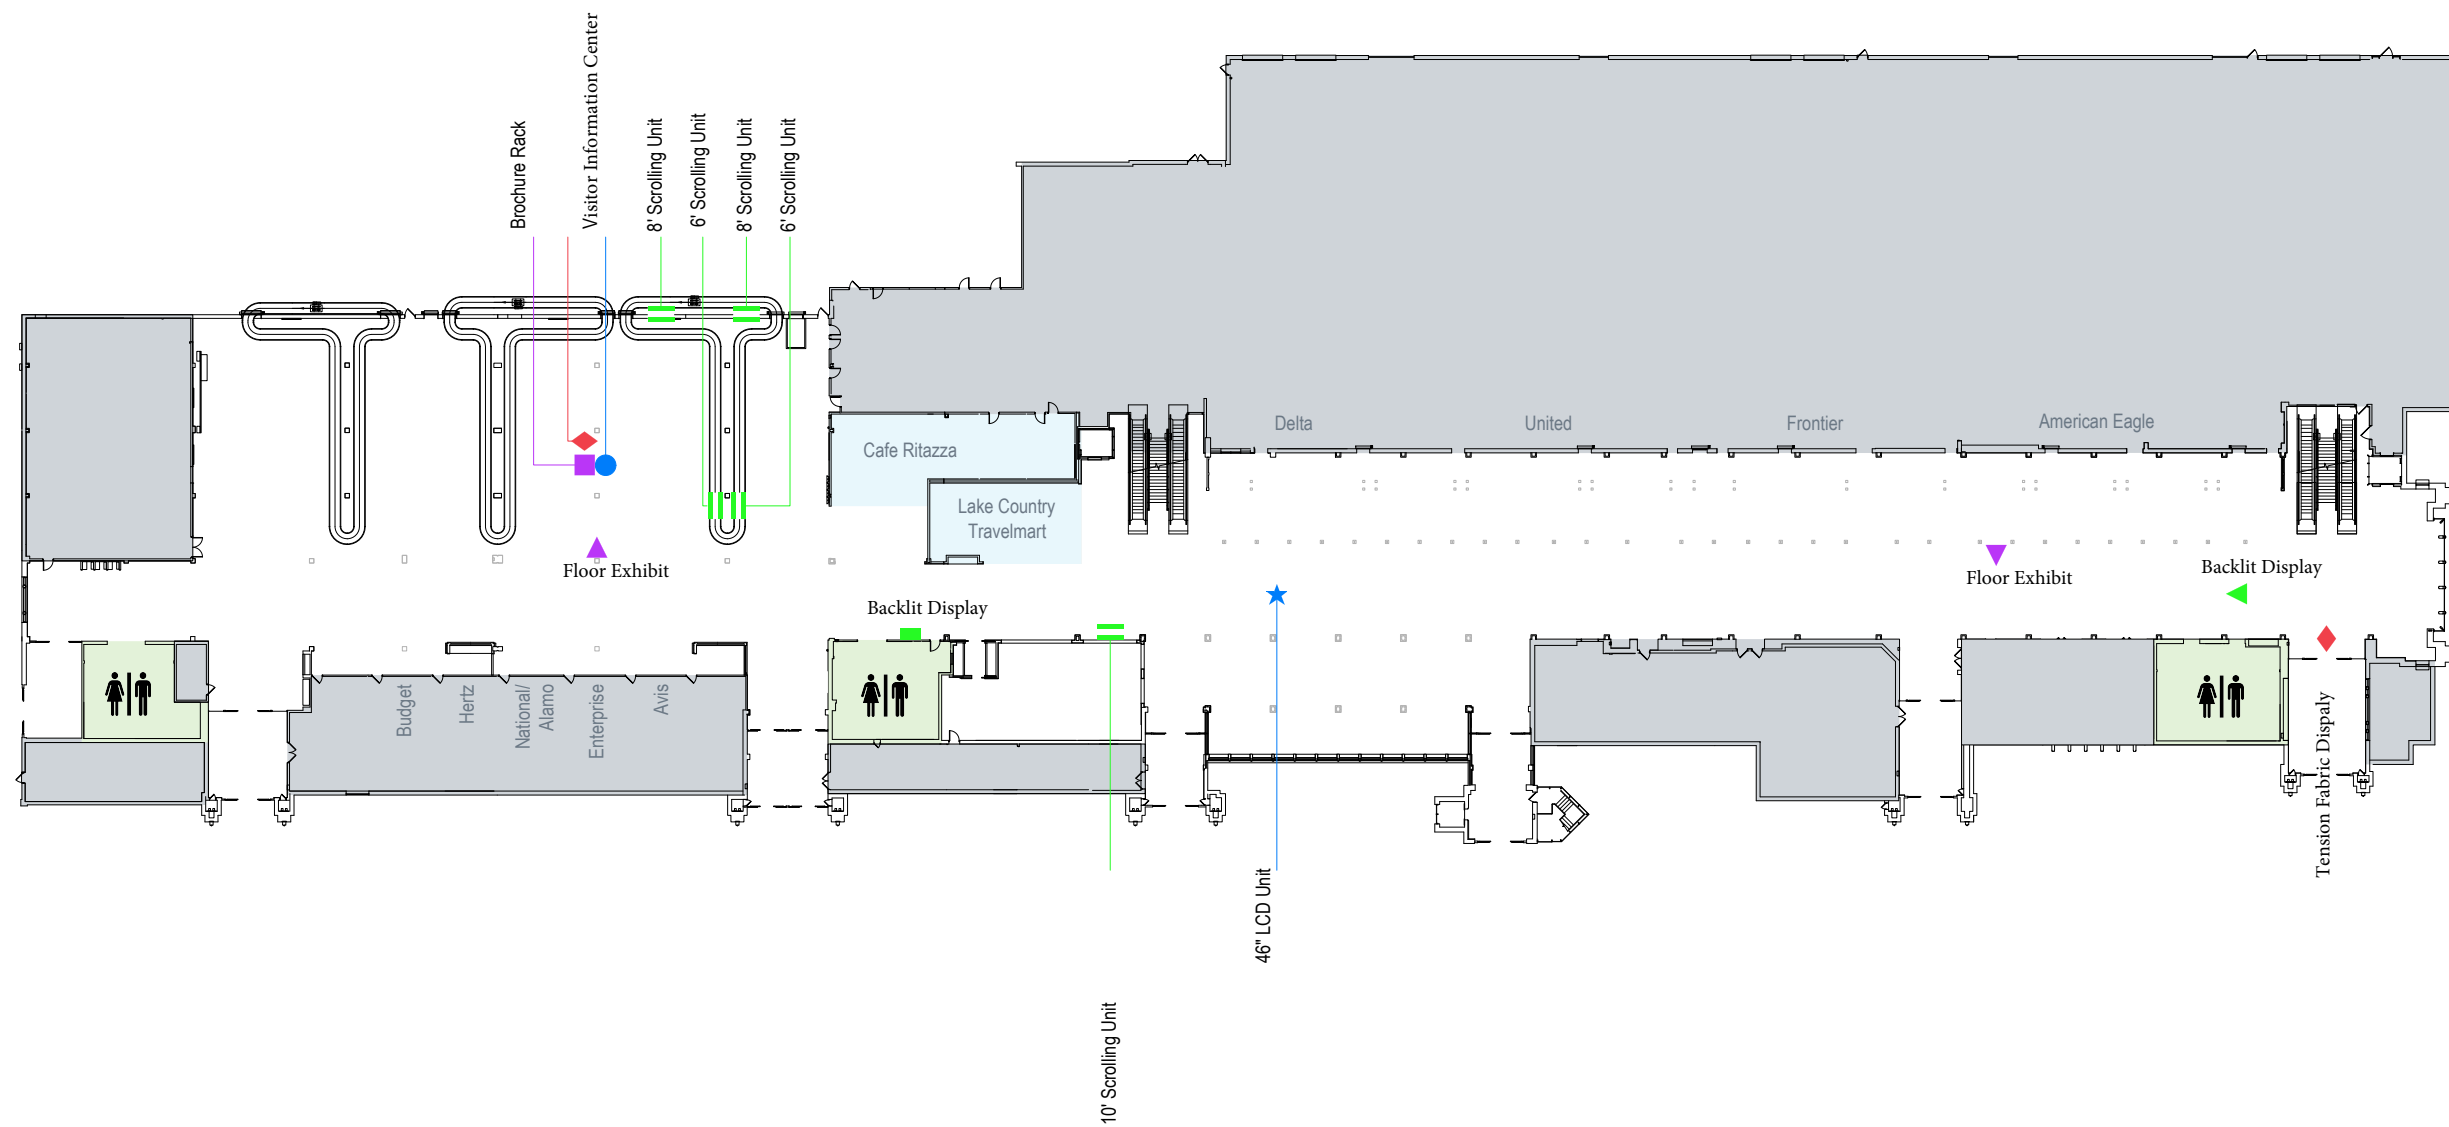 Brochure Rack
Visitor Information Center
8' Scrolling Unit
6' Scrolling Unit
8' Scrolling Unit
6' Scrolling Unit
Delta
United
Frontier
American Eagle
Cafe Ritazza
Lake Country
Travelmart
Floor Exhibit
Backlit Display
Floor Exhibit
Backlit Display
Budget
Hertz
National/
Alamo
Enterprise
Avis
Tension Fabric Dispaly
46" LCD Unit
10' Scrolling Unit